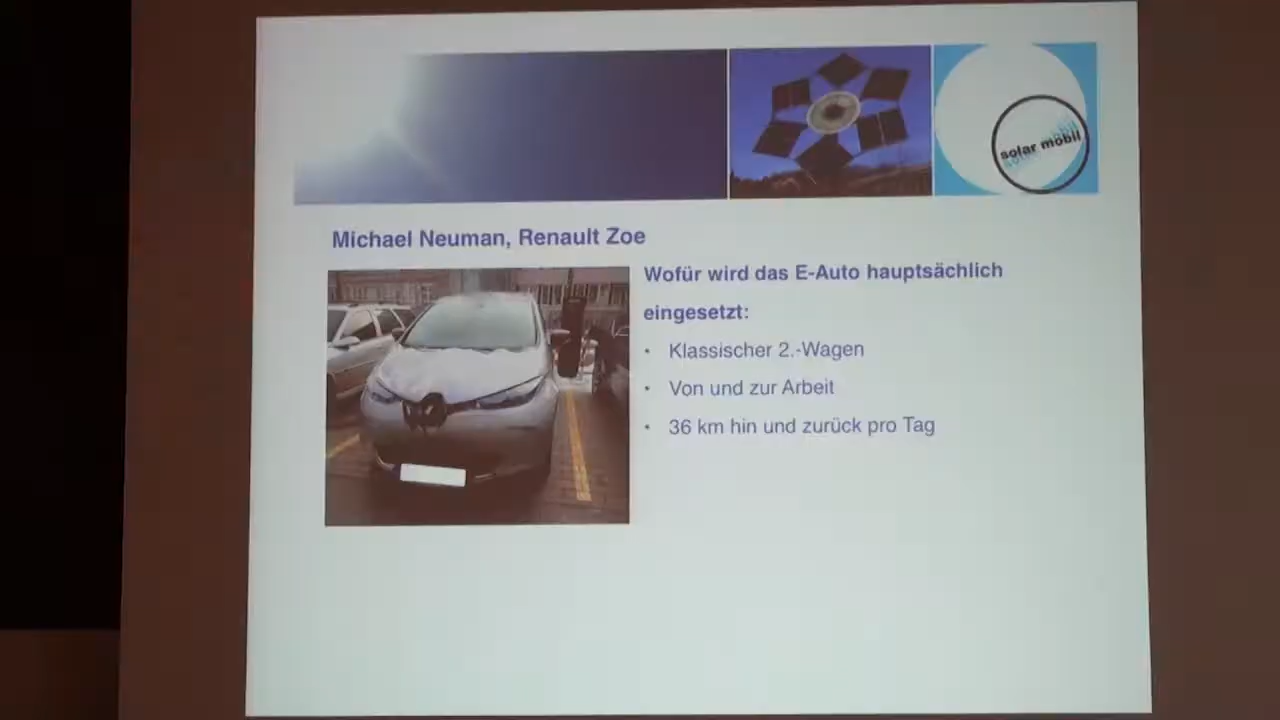 solar mobil
Michael Neuman, Renault Zoe
Wofür wird das E-Auto hauptsächlich
eingesetzt:
• Klassischer 2.-Wagen
• Von und zur Arbeit
• 36 km hin und zurück pro Tag